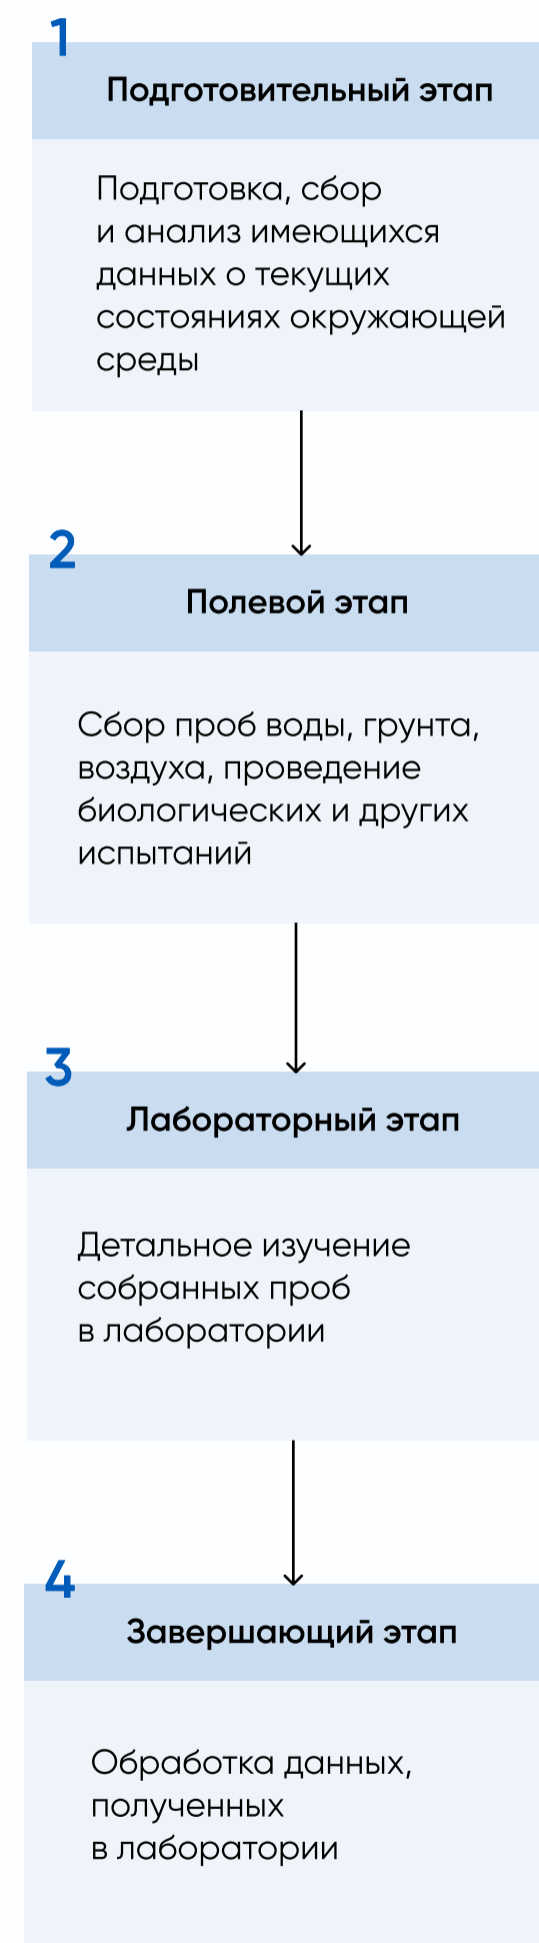 1
Подготовительный этап
Подготовка, сбор
и анализ имеющихся
данных о текущих
состояниях окружающей
среды
2
Полевой этап
Сбор проб воды, грунта,
воздуха, проведение
биологических и других
испытаний
3
Лабораторный этап
Детальное изучение
собранных проб
в лаборатории
4
Завершающий этап
Обработка данных,
полученных
в лаборатории